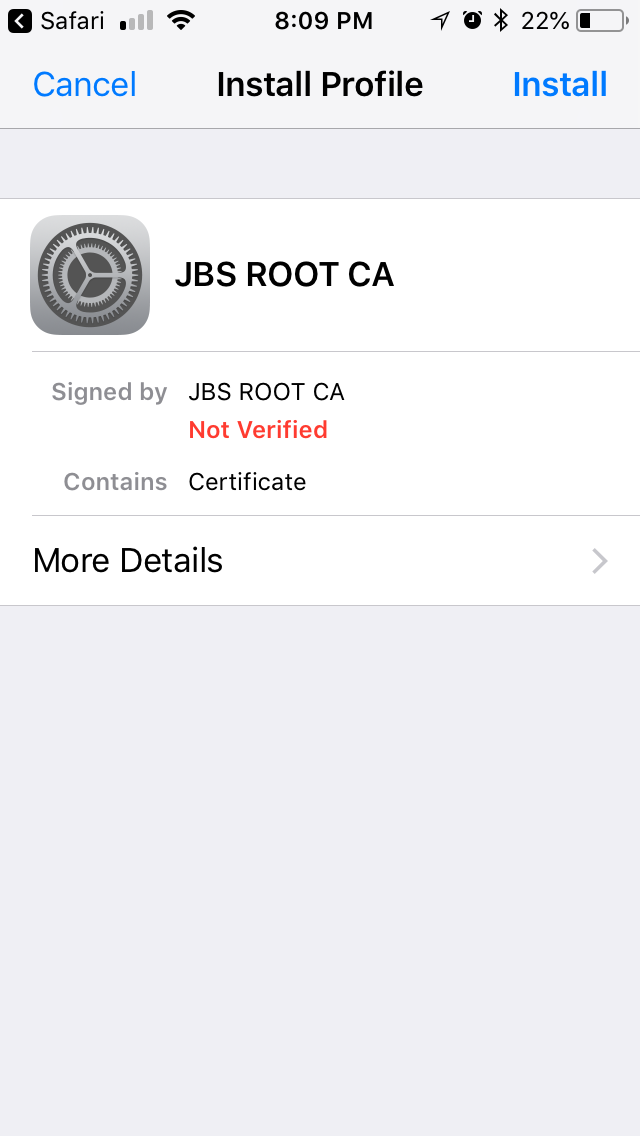 Safari 8:09 PM 22%
Cancel Install Profile Install
JBS ROOT CA
Signed by JBS ROOT CA
Not Verified
Contains Certificate
More Details